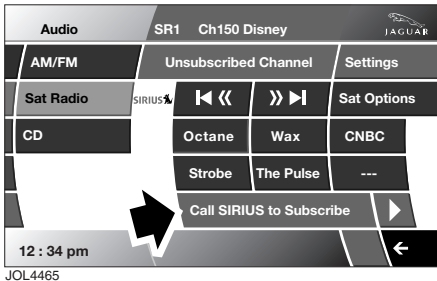 Audio SR1 Ch150 Disney JAGUAR
AM/FM Unsubscribed Channel Settings
Sat Radio SIRIUS Sat Options
CD Octane Wax CNBC
Strobe The Pulse ---
Call SIRIUS to Subscribe
12 : 34 pm
JOL4465